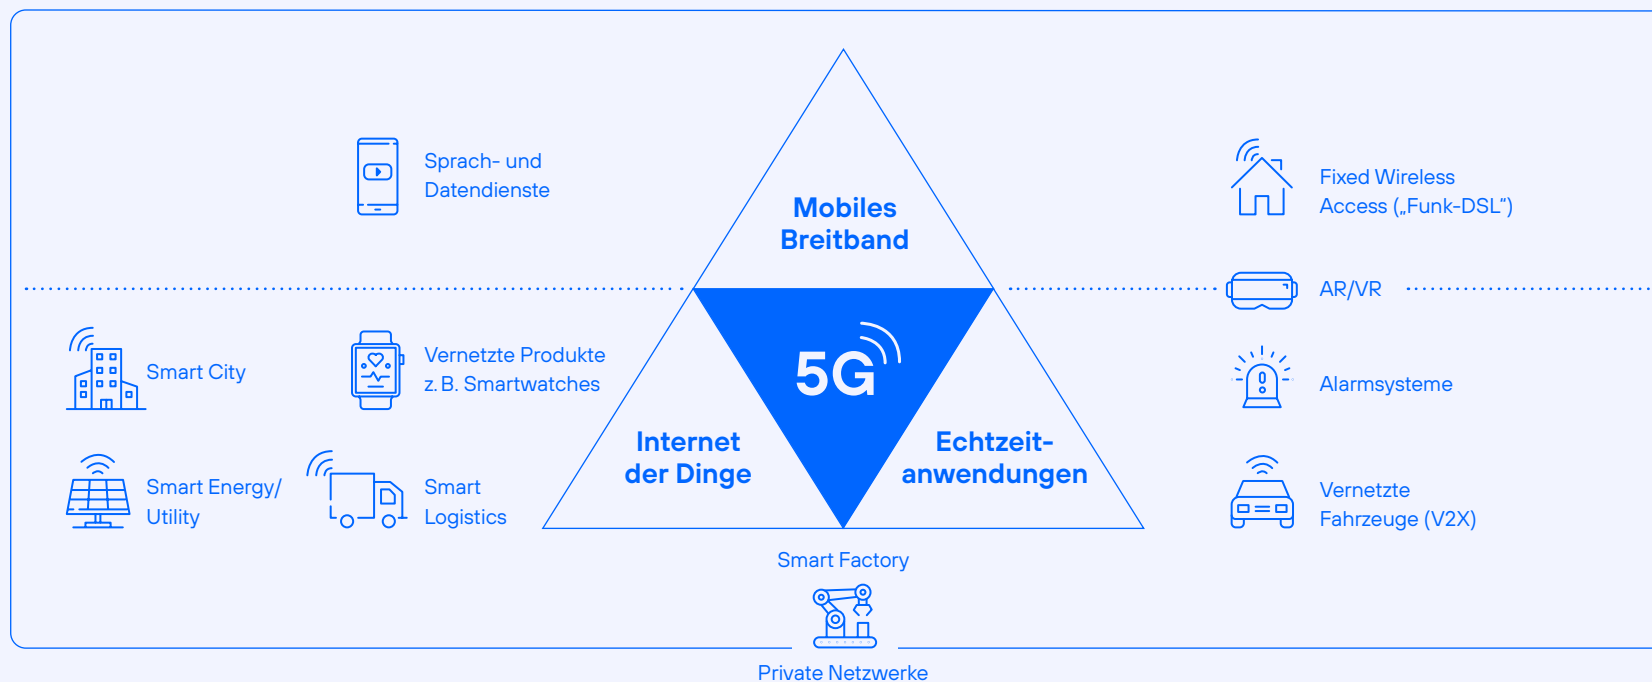 Sprach- und
Datendienste
Mobiles
Breitband
Fixed Wireless
Access („Funk-DSL“)
AR/VR
Smart City
Vernetzte Produkte
z. B. Smartwatches
5G
Alarmsysteme
Internet
der Dinge
Echtzeit-
anwendungen
Smart Energy/
Utility
Smart
Logistics
Vernetzte
Fahrzeuge (V2X)
Smart Factory
Private Netzwerke